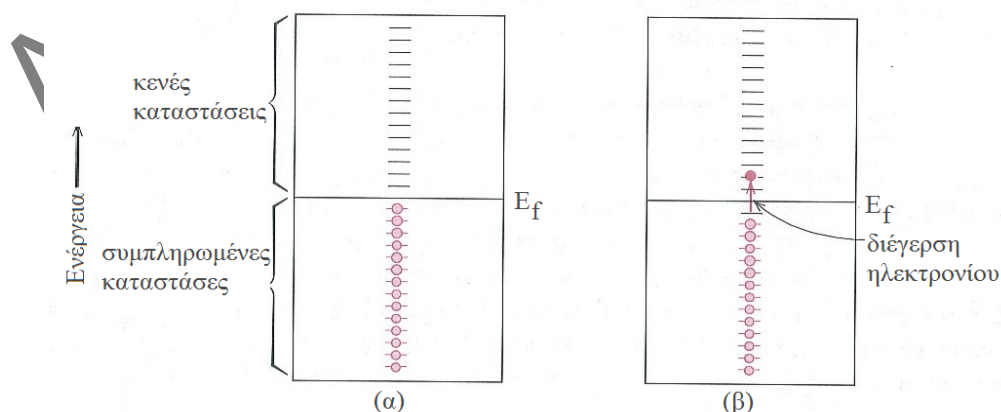 κενές
καταστάσεις
Ενέργεια
συμπληρωμένες
καταστάσες
E_f
(α)
E_f
διέγερση
ηλεκτρονίου
(β)